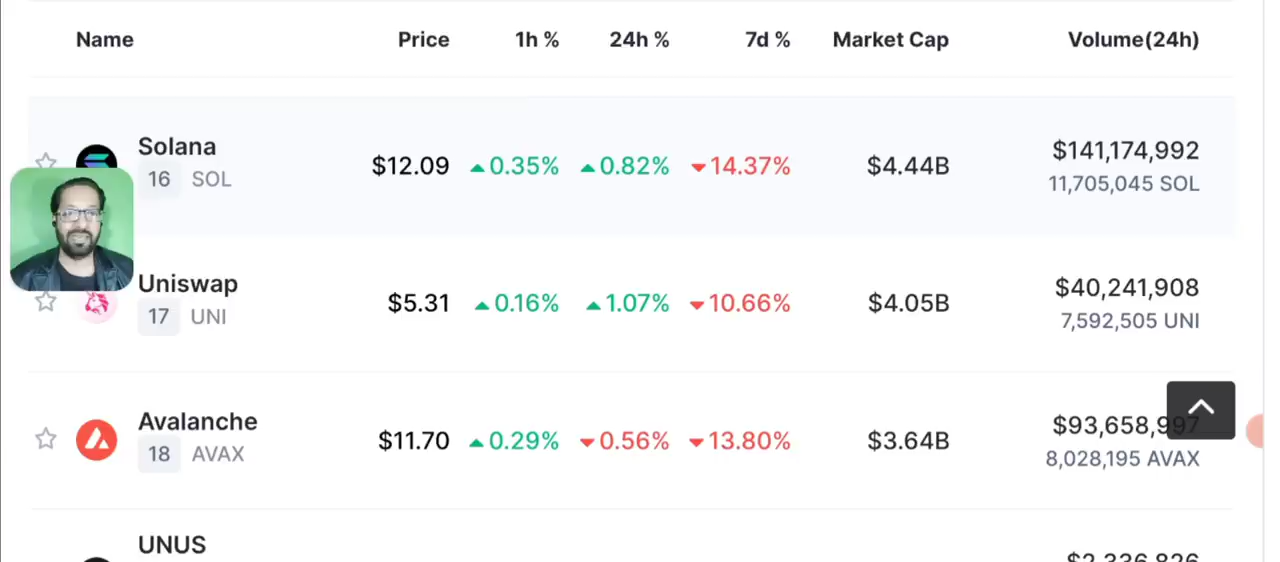 Name Price 1h % 24h % 7d % Market Cap Volume(24h)
Solana
16 SOL
$12.09 0.35% 0.82% 14.37% $4.44B
$141,174,992
11,705,045 SOL
Uniswap
17 UNI
$5.31 0.16% 1.07% 10.66% $4.05B
$40,241,908
7,592,505 UNI
Avalanche
18 AVAX
$11.70 0.29% 0.56% 13.80% $3.64B
$93,658,997
8,028,195 AVAX
UNUS